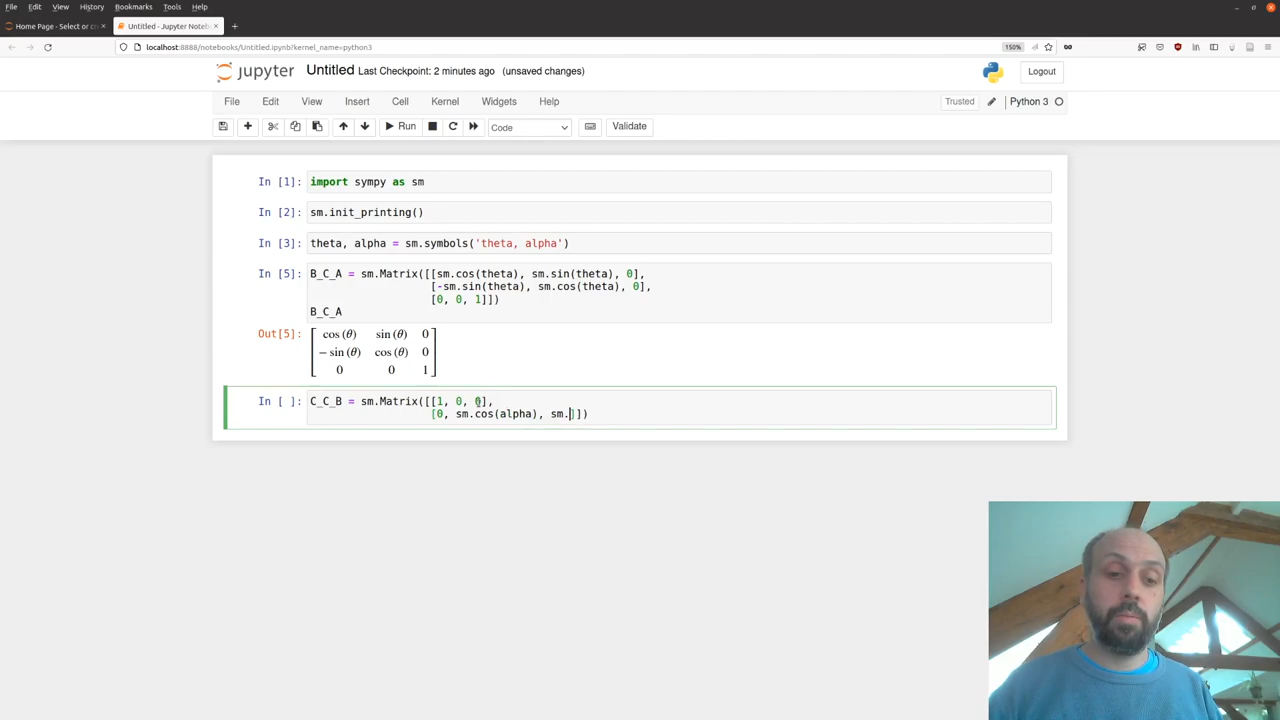 File Edit View History Bookmarks Tools Help
Home Page - Select or cr × Untitled - Jupyter Noteb × +
localhost:8888/notebooks/Untitled.ipynb?kernel_name=python3 150%
jupyter Untitled Last Checkpoint: 2 minutes ago (unsaved changes) Logout
File Edit View Insert Cell Kernel Widgets Help Trusted Python 3
Run Code Validate
In [1]: import sympy as sm
In [2]: sm.init_printing()
In [3]: theta, alpha = sm.symbols('theta, alpha')
In [5]: B_C_A = sm.Matrix([[sm.cos(theta), sm.sin(theta), 0],
[-sm.sin(theta), sm.cos(theta), 0],
[0, 0, 1]])
B_C_A
Out[5]: cos (θ) sin (θ) 0
− sin (θ) cos (θ) 0
0 0 1
In [ ]: C_C_B = sm.Matrix([[1, 0, 0],
[0, sm.cos(alpha), sm.]])